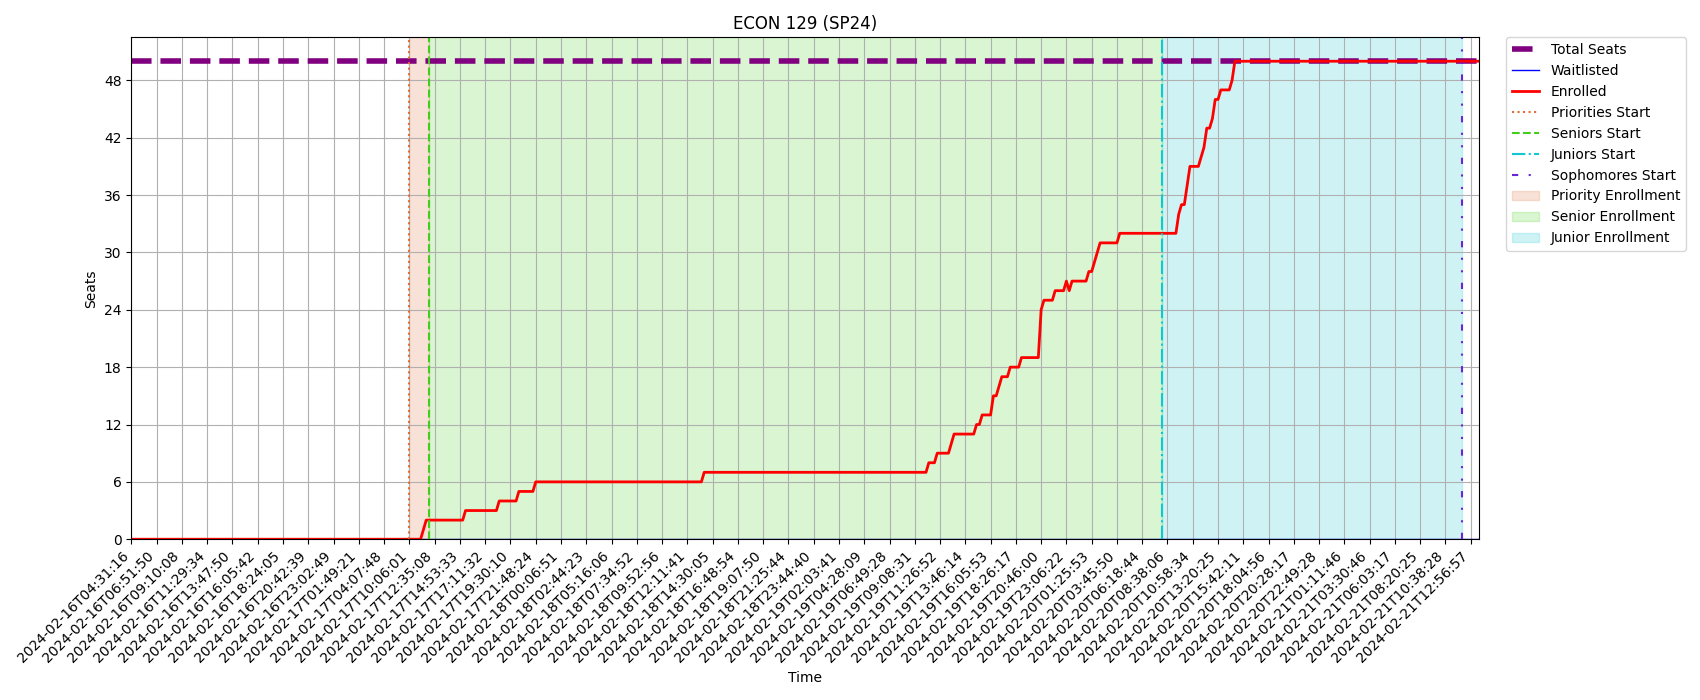 ECON 129 (SP24)
Total Seats
Waitlisted
Enrolled
Priorities Start
Seniors Start
Juniors Start
Sophomores Start
Priority Enrollment
Senior Enrollment
Junior Enrollment
Seats
48
42
36
30
24
18
12
6
0
2024-02-16T04:31:16
2024-02-16T06:51:50
2024-02-16T09:10:08
2024-02-16T11:29:34
2024-02-16T13:47:50
2024-02-16T16:05:42
2024-02-16T18:24:05
2024-02-16T20:42:39
2024-02-16T23:02:49
2024-02-17T01:49:21
2024-02-17T04:07:48
2024-02-17T10:06:01
2024-02-17T12:35:08
2024-02-17T14:53:33
2024-02-17T17:11:32
2024-02-17T19:30:10
2024-02-17T21:48:24
2024-02-18T00:06:51
2024-02-18T02:44:23
2024-02-18T05:16:06
2024-02-18T07:34:52
2024-02-18T09:52:56
2024-02-18T12:11:41
2024-02-18T14:30:05
2024-02-18T16:48:54
2024-02-18T19:07:50
2024-02-18T21:25:44
2024-02-18T23:44:40
2024-02-19T02:03:41
2024-02-19T04:28:09
2024-02-19T06:49:28
2024-02-19T09:08:31
2024-02-19T11:26:52
2024-02-19T13:46:14
2024-02-19T16:05:53
2024-02-19T18:26:17
2024-02-19T20:46:00
2024-02-19T23:06:22
2024-02-20T01:25:53
2024-02-20T03:45:50
2024-02-20T06:18:44
2024-02-20T08:38:06
2024-02-20T10:58:34
2024-02-20T13:20:25
2024-02-20T15:42:11
2024-02-20T18:04:56
2024-02-20T20:28:17
2024-02-20T22:49:28
2024-02-21T01:11:46
2024-02-21T03:30:46
2024-02-21T06:03:17
2024-02-21T08:20:25
2024-02-21T10:38:28
2024-02-21T12:56:57
Time